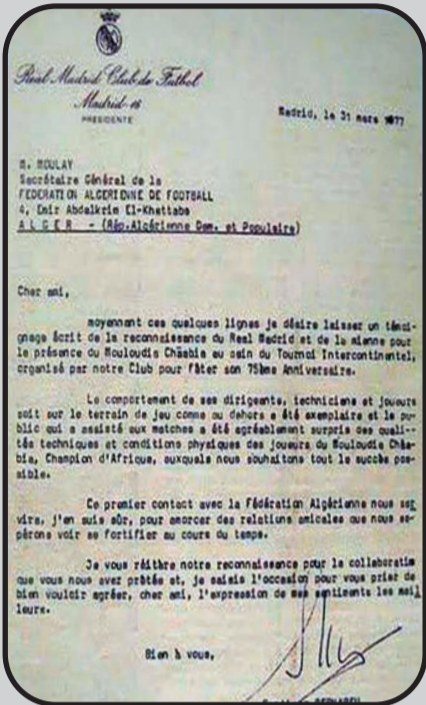 Real Madrid Club de Futbol
Madrid-16
PRESIDENTE
Madrid, le 31 mars 1977
M. MOULAY
Secrétaire Général de la
FEDERATION ALGERIENNE DE FOOTBALL
4, Emir Abdelkrim El-Khattabe
A L G E R - (Rép.Algérienne Dem. et Populaire)
Cher ami,
moyennant ces quelques lignes je désire laisser un témoi-
gnage écrit de la reconnaissance du Real Madrid et de la mienne pour
la présence du Mouloudia Châabia au sein du Tournoi Intercontinental,
organisé par notre Club pour fâter son 75ème Anniversaire.
Le comportement de ses dirigeants, techniciens et joueurs
soit sur le terrain de jeu comme au dehors a été exemplaire et le pu-
blic qui a assisté aux matches a été agréablement surpris des quali--
tés techniques et conditions physiques des joueurs du Mouloudia Châa-
bia, Champion d'Afrique, auxquels nous souhaitons tout le succès pos-
sible.
Ce premier contact avec la Fédération Algérienne nous ser
vira, j'en suis sûr, pour amorcer des relations amicales que nous es-
pérons voir se fortifier au cours du temps.
Je vous réitère notre reconnaissance pour la collaboration
que vous nous avez prêtée et, je saisis l'occasion pour vous prier de
bien vouloir agréer, cher ami, l'expression de mes sentiments les meil
leurs.
Bien à vous,
BERNABEU